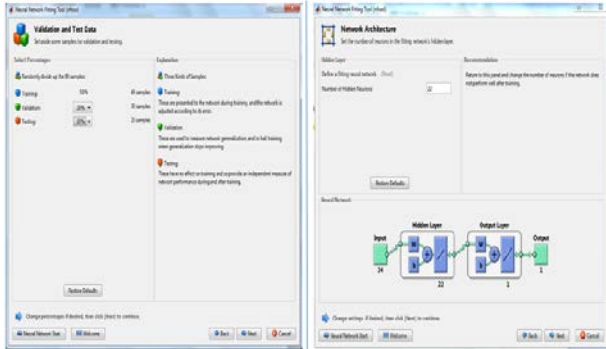 Neural Network Fitting Tool (nftool)
Validation and Test Data
Set aside some samples for validation and testing.
Select Percentages
Randomly divide up the samples:
Training:
samples
Validation:
samples
Testing:
samples
Restore Defaults
Explanation
Three Kinds of Samples:
Training:
These are presented to the network during training, and the network is
adjusted according to its error.
Validation:
These are used to measure network generalization, and to halt training
when generalization stops improving.
Testing:
These have no effect on training and so provide an independent measure of
network performance during and after training.
Change percentages if desired, then click [Next] to continue.
Neural Network Start
Welcome
Back
Next
Cancel
Neural Network Fitting Tool (nftool)
Network Architecture
Set the number of neurons in the fitting network's hidden layer.
Hidden Layer
Define a fitting neural network.
Number of Hidden Neurons:
22
Restore Defaults
Recommendation
Return to this panel and change the number of neurons if the network does
not perform well after training.
Neural Network
Hidden Layer
Output Layer
Input
Output
W
b
+
W
b
+
22
1
1
Change settings if desired, then click [Next] to continue.
Neural Network Start
Welcome
Back
Next
Cancel